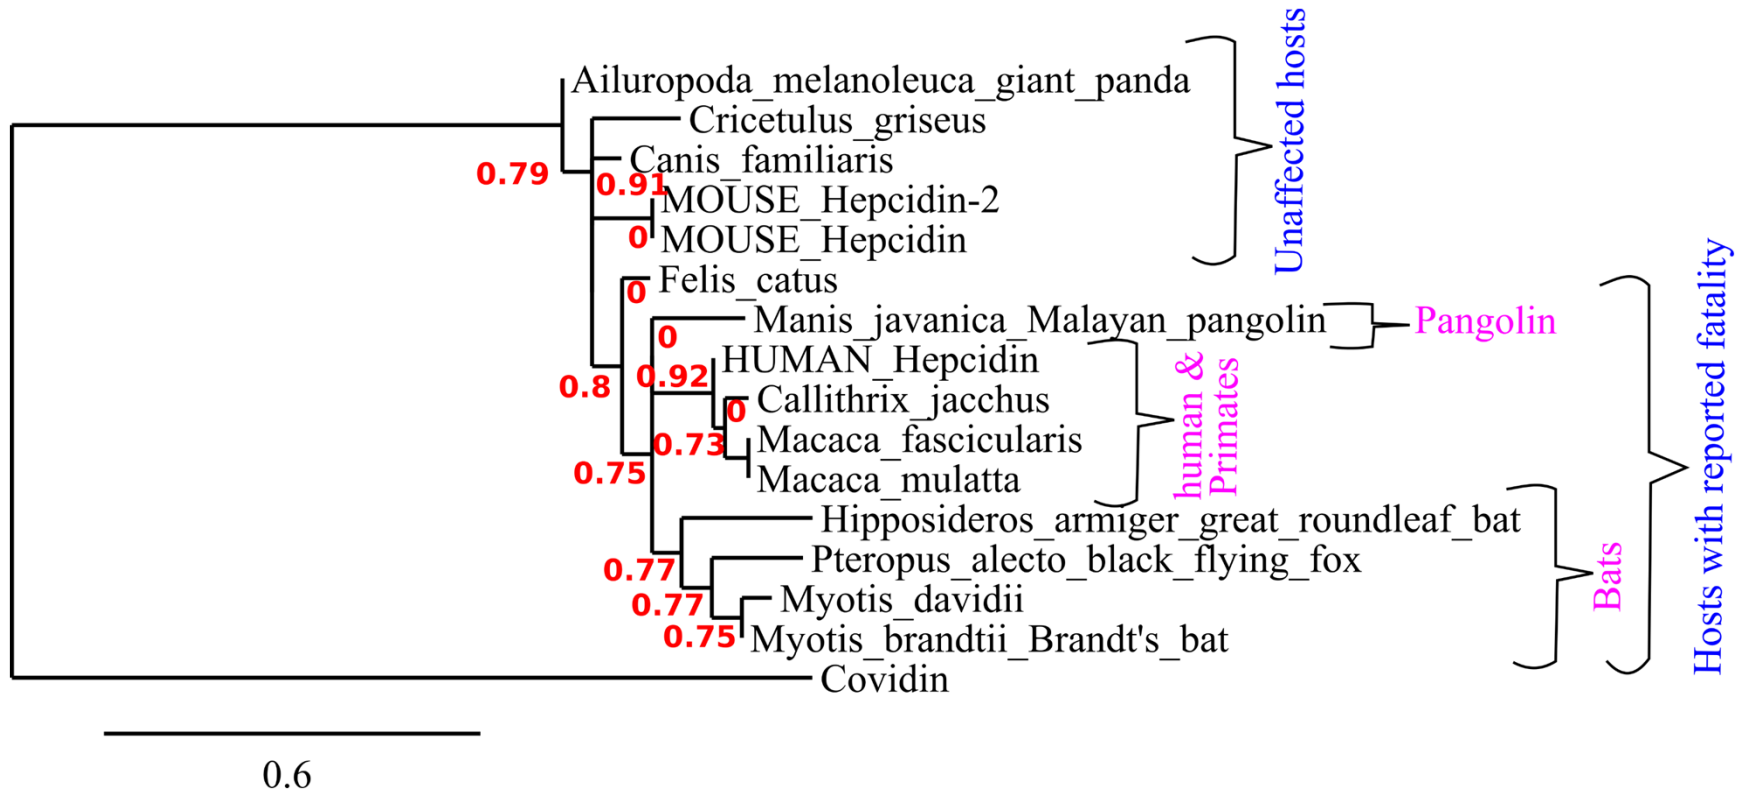 Ailuropoda_melanoleuca_giant_panda
Cricetulus_griseus
Canis_familiaris
0.79
0.91
MOUSE_Hepcidin-2
0
MOUSE_Hepcidin
Unaffected hosts
Felis_catus
0
Manis_javanica_Malayan_pangolin
Pangolin
0
HUMAN_Hepcidin
0.92
0.8
Callithrix_jacchus
0
Macaca_fascicularis
0.73
0.75
Macaca_mulatta
human &
Primates
Hipposideros_armiger_great_roundleaf_bat
Pteropus_alecto_black_flying_fox
0.77
Myotis_davidii
0.77
0.75
Myotis_brandtii_Brandt's_bat
Bats
Hosts with reported fatality
Covidin
0.6